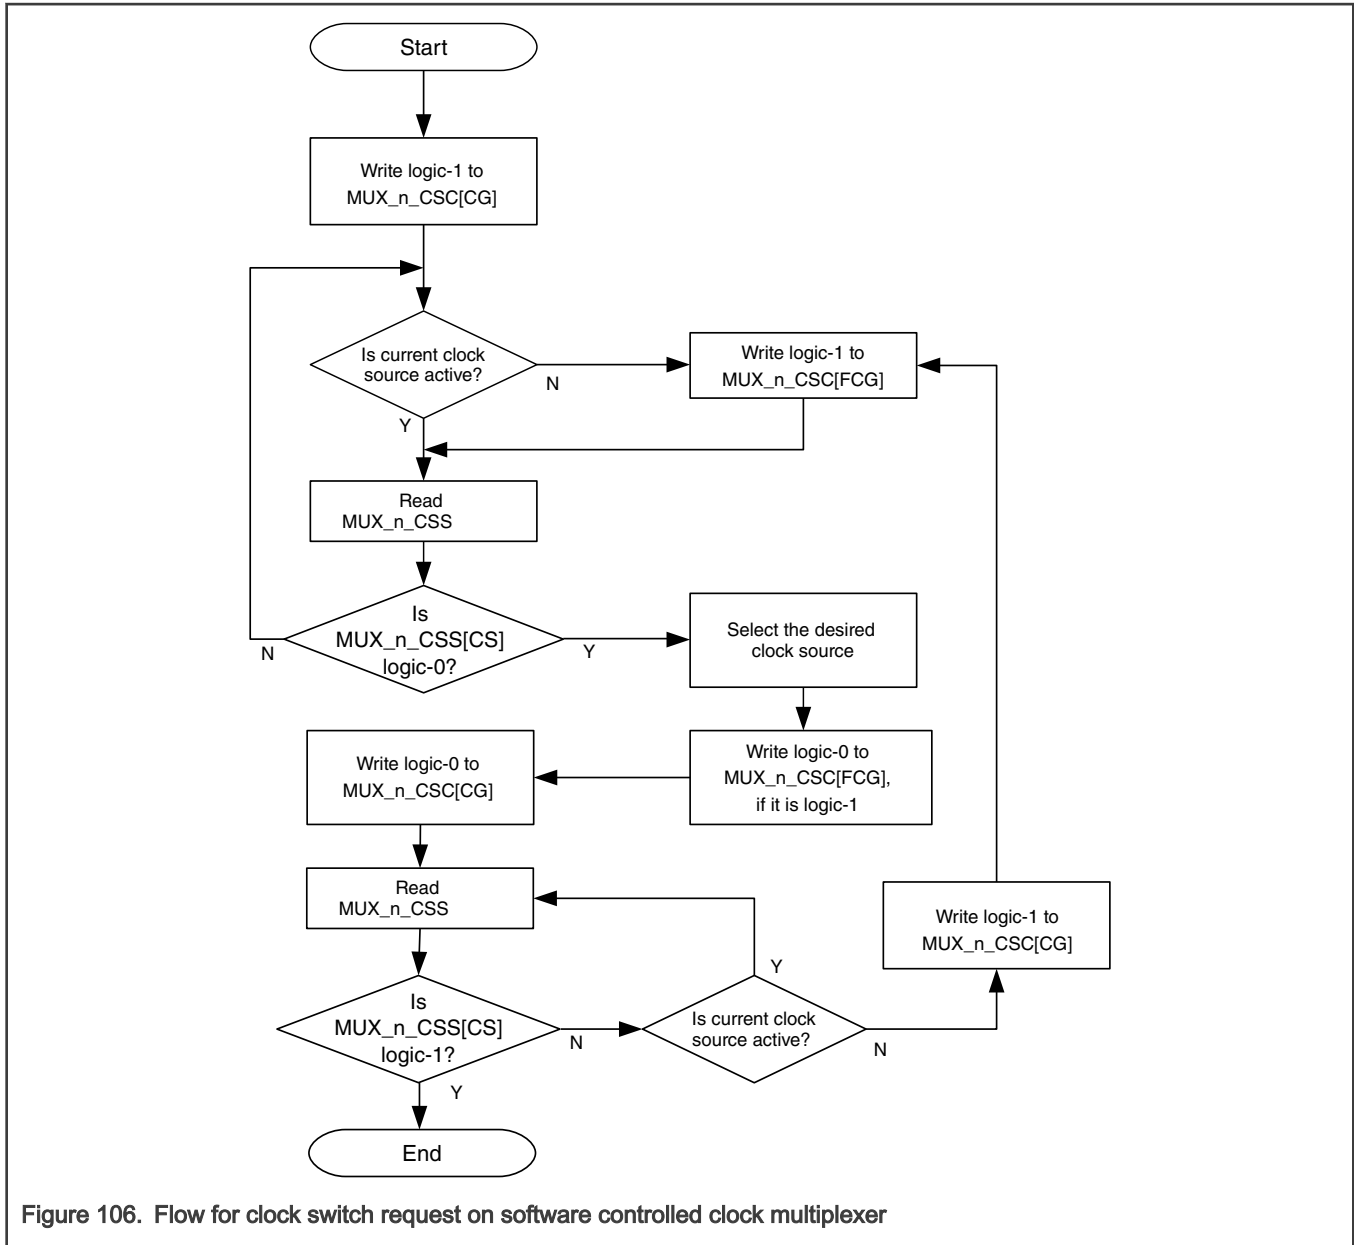 Start
Write logic-1 to
MUX_n_CSC[CG]
Is current clock
source active?
N
Y
Write logic-1 to
MUX_n_CSC[FCG]
Read
MUX_n_CSS
Is
MUX_n_CSS[CS]
logic-0?
N
Y
Select the desired
clock source
Write logic-0 to
MUX_n_CSC[FCG],
if it is logic-1
Write logic-0 to
MUX_n_CSC[CG]
Read
MUX_n_CSS
Is
MUX_n_CSS[CS]
logic-1?
N
Y
Is current clock
source active?
Y
N
Write logic-1 to
MUX_n_CSC[CG]
End
Figure 106. Flow for clock switch request on software controlled clock multiplexer